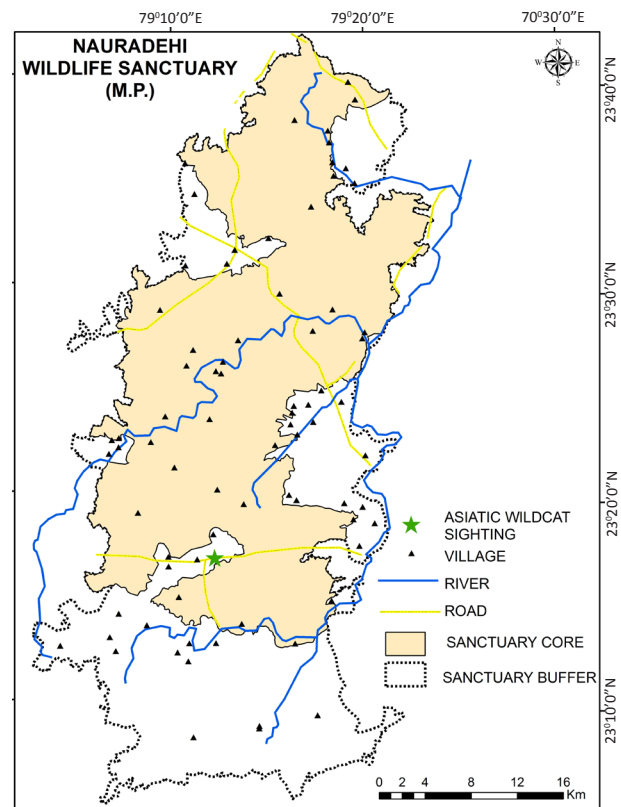 79°10'0"E 79°20'0"E 70°30'0"E
NAURADEHI
WILDLIFE SANCTUARY
(M.P.)
N
W E
S
23°40'0"N
23°30'0"N
23°20'0"N
23°10'0"N
ASIATIC WILDCAT
SIGHTING
VILLAGE
RIVER
ROAD
SANCTUARY CORE
SANCTUARY BUFFER
0 2 4 8 12 16
Km